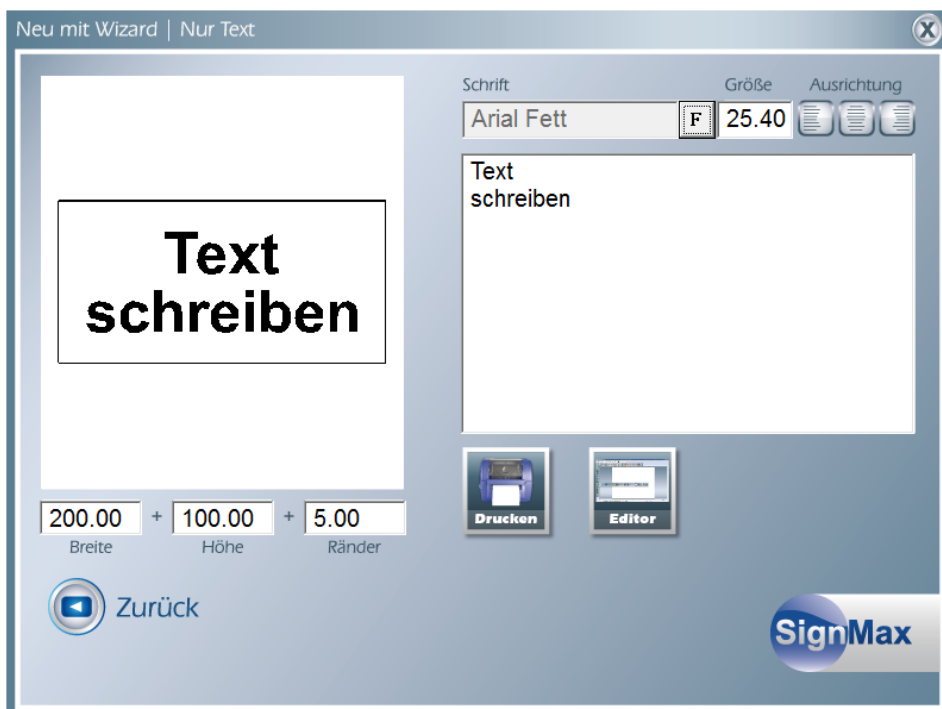 Neu mit Wizard | Nur Text
Schrift Größe Ausrichtung
Arial Fett F 25.40
Text
schreiben
Text
schreiben
Drucken Editor
200.00 + 100.00 + 5.00
Breite Höhe Ränder
Zurück
SignMax